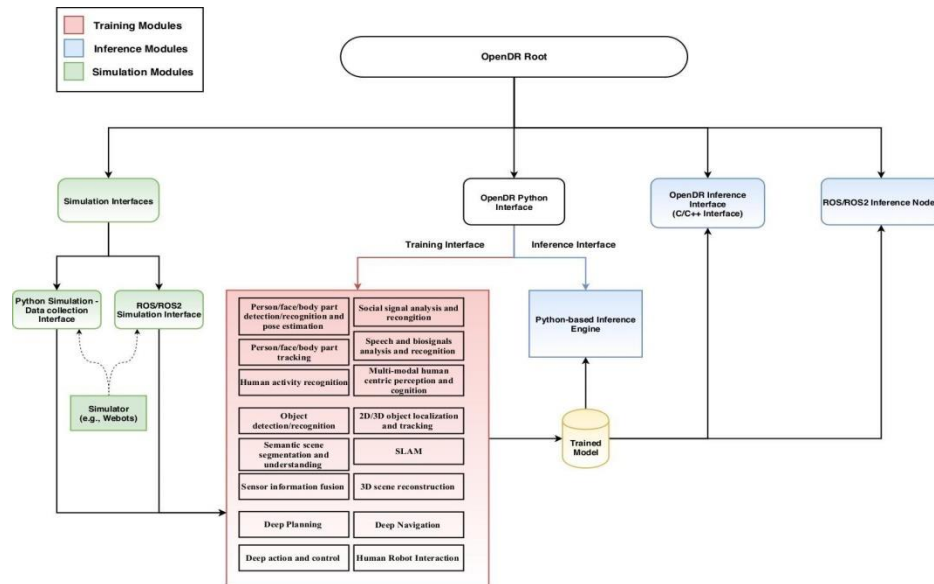 Training Modules
Inference Modules
Simulation Modules
OpenDR Root
Simulation Interfaces
OpenDR Python
Interface
OpenDR Inference
Interface
(C/C++ Interface)
ROS/ROS2 Inference Node
Training Interface
Inference Interface
Python Simulation -
Data collection
Interface
ROS/ROS2
Simulation Interface
Simulator
(e.g., Webots)
Person/face/body part
detection/recognition and
pose estimation
Social signal analysis and
recongition
Person/face/body part
tracking
Speech and biosignals
analysis and recognition
Human activity recognition
Multi-modal human
centric perception and
cognition
Object
detection/recognition
2D/3D object localization
and tracking
Semantic scene
segmentation and
understanding
SLAM
Sensor information fusion
3D scene reconstruction
Deep Planning
Deep Navigation
Deep action and control
Human Robot Interaction
Python-based Inference
Engine
Trained
Model